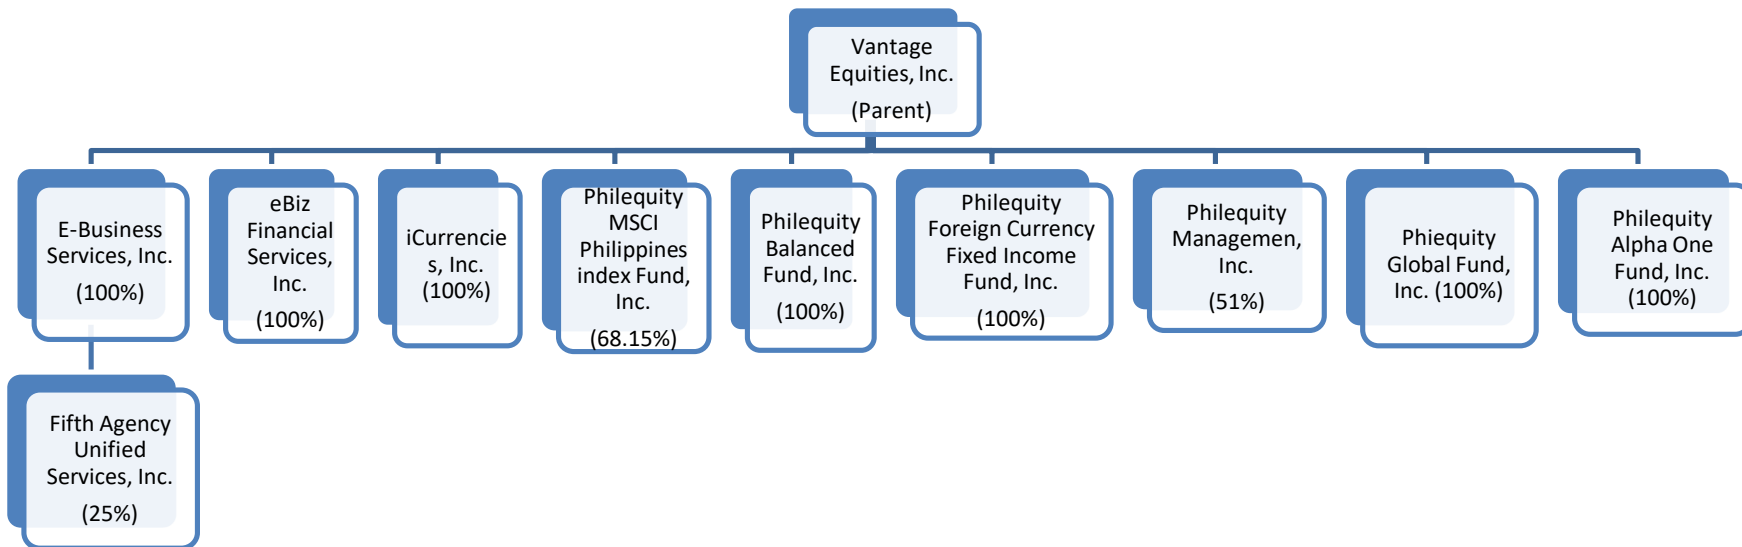 Vantage
Equities, Inc.
(Parent)
E-Business
Services, Inc.
(100%)
eBiz
Financial
Services,
Inc.
(100%)
iCurrencie
s, Inc.
(100%)
Philequity
MSCI
Philippines
index Fund,
Inc.
(68.15%)
Philequity
Balanced
Fund, Inc.
(100%)
Philequity
Foreign Currency
Fixed Income
Fund, Inc.
(100%)
Philequity
Managemen,
Inc.
(51%)
Phiequity
Global Fund,
Inc. (100%)
Philequity
Alpha One
Fund, Inc.
(100%)
Fifth Agency
Unified
Services, Inc.
(25%)